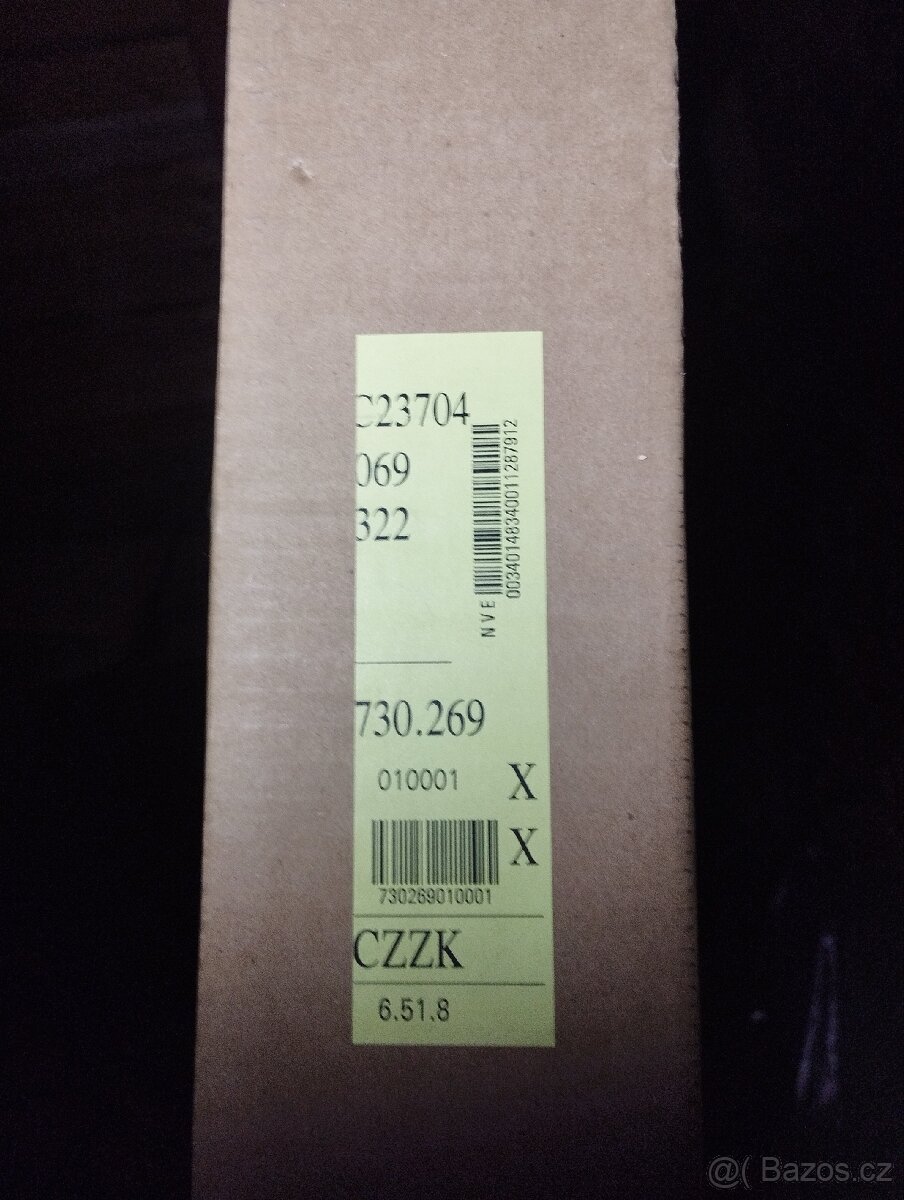 C23704
069
322
NVE
00340148340011287912
730.269
010001 X
X
730269010001
CZZK
6.51.8
@( Bazos.cz